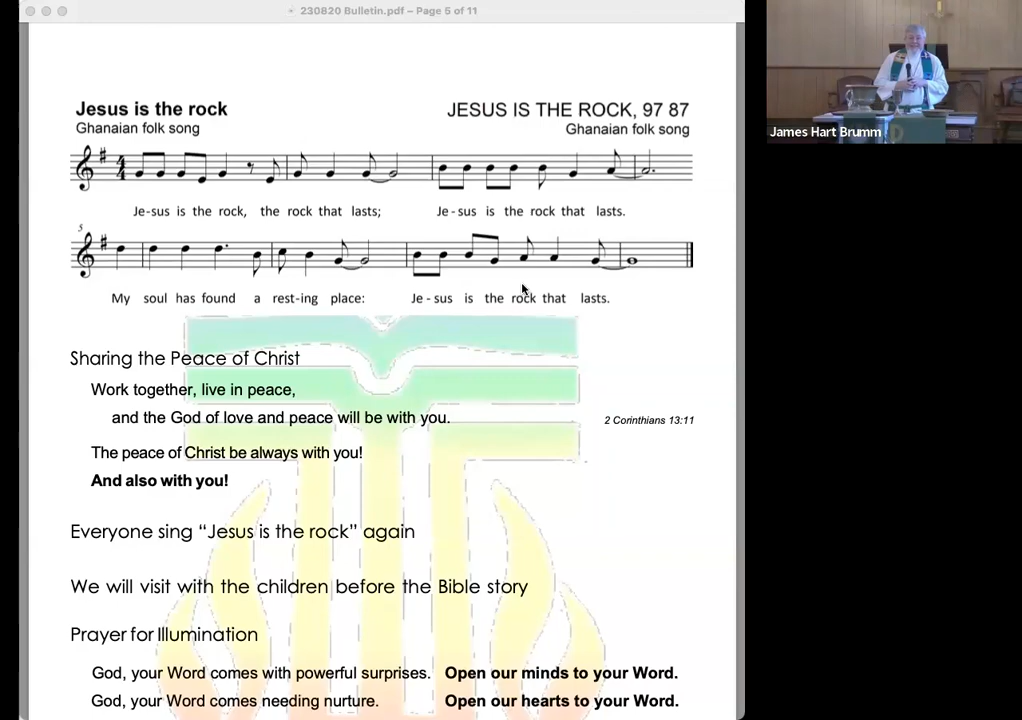 230820 Bulletin.pdf – Page 5 of 11
Jesus is the rock
JESUS IS THE ROCK, 97 87
Ghanaian folk song
Ghanaian folk song
Je-sus is the rock, the rock that lasts; Je-sus is the rock that lasts.
5
My soul has found a rest-ing place: Je-sus is the rock that lasts.
Sharing the Peace of Christ
Work together, live in peace,
and the God of love and peace will be with you.
2 Corinthians 13:11
The peace of Christ be always with you!
And also with you!
Everyone sing “Jesus is the rock” again
We will visit with the children before the Bible story
Prayer for Illumination
God, your Word comes with powerful surprises. Open our minds to your Word.
God, your Word comes needing nurture. Open our hearts to your Word.
James Hart Brumm